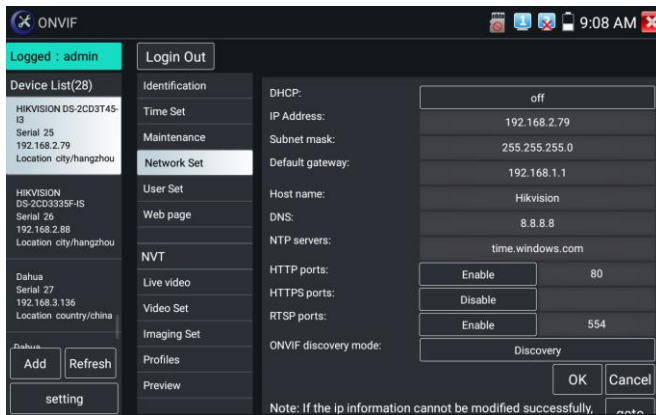 ONVIF
1
9:08 AM
Logged : admin
Login Out
Device List(28)
HIKVISION DS-2CD3T45-
I3
Serial 25
192.168.2.79
Location city/hangzhou
HIKVISION
DS-2CD3335F-IS
Serial 26
192.168.2.88
Location city/hangzhou
Dahua
Serial 27
192.168.3.136
Location country/china
Dahua
Add
Refresh
setting
Identification
Time Set
Maintenance
Network Set
User Set
Web page
NVT
Live video
Video Set
Imaging Set
Profiles
Preview
DHCP: off
IP Address: 192.168.2.79
Subnet mask: 255.255.255.0
Default gateway: 192.168.1.1
Host name: Hikvision
DNS: 8.8.8.8
NTP servers: time.windows.com
HTTP ports: Enable 80
HTTPS ports: Disable
RTSP ports: Enable 554
ONVIF discovery mode: Discovery
OK Cancel
Note: If the ip information cannot be modified successfully,
goto